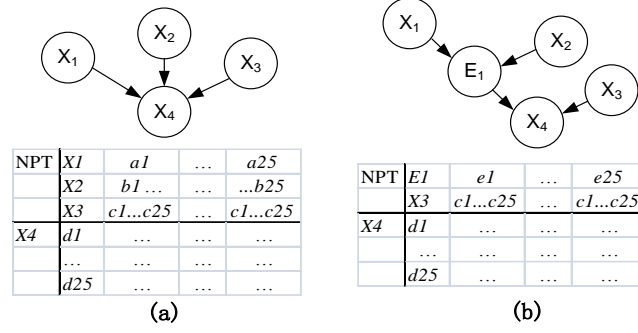 X1
X2
X3
X4
NPT X1 a1 … a25
X2 b1 … … ...b25
X3 c1...c25 … c1...c25
X4 d1 … … …
… … … …
d25 … … …
(a)
X1
X2
E1
X3
X4
NPT E1 e1 … e25
X3 c1...c25 … c1...c25
X4 d1 … … …
… … … …
d25 … … …
(b)